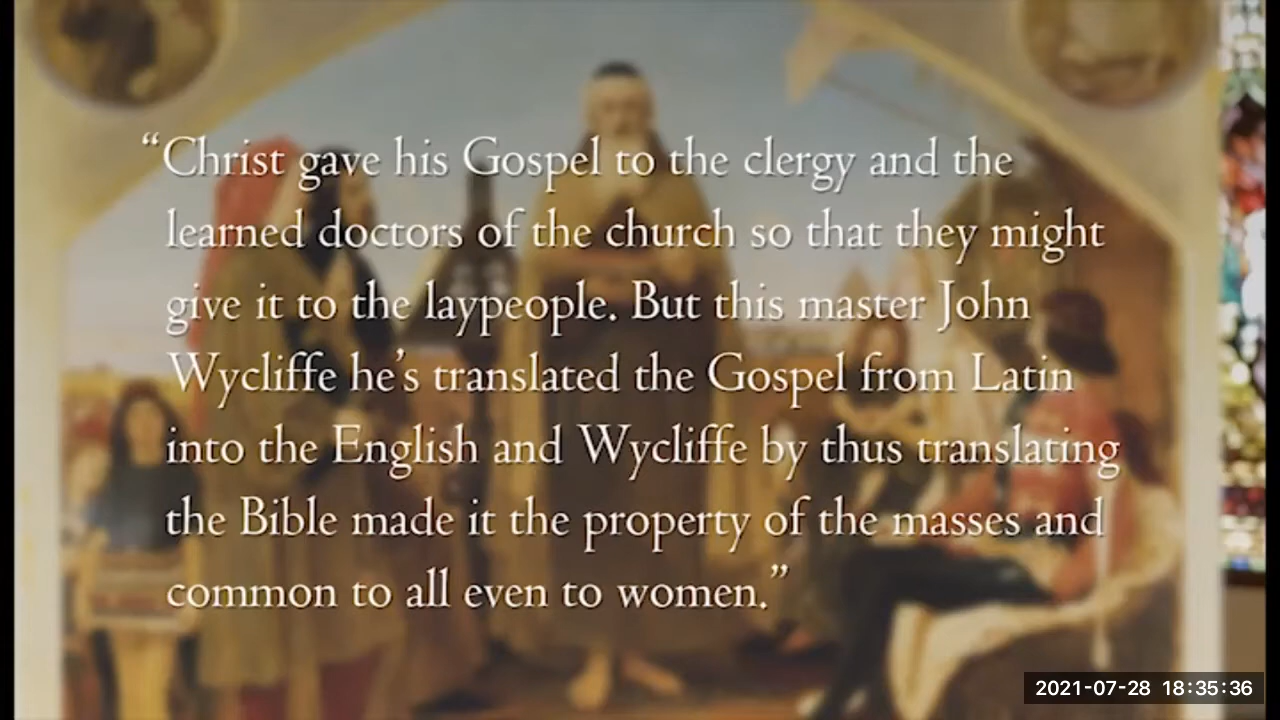 “Christ gave his Gospel to the clergy and the
learned doctors of the church so that they might
give it to the laypeople. But this master John
Wycliffe he’s translated the Gospel from Latin
into the English and Wycliffe by thus translating
the Bible made it the property of the masses and
common to all even to women.”
2021-07-28 18:35:36